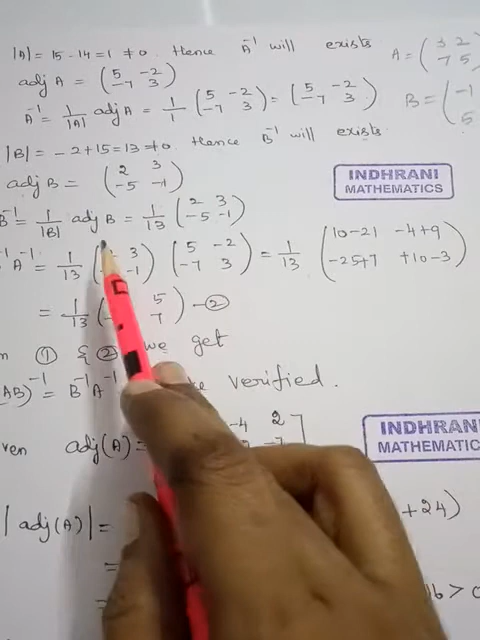 |A| = 15 - 14 = 1 ≠ 0. Hence A⁻¹ will exists
A = (3 2
7 5
adj A = (5 -2
-7 3)
A⁻¹ = 1/|A| adj A = 1/1 (5 -2
-7 3) = (5 -2
-7 3)
B = (-1
5
|B| = -2+15 = 13 ≠ 0 Hence B⁻¹ will exists
adj B = (2 3
-5 -1)
INDHRANI
MATHEMATICS
B⁻¹ = 1/|B| adj B = 1/13 (2 3
-5 -1)
A⁻¹ = 1/13 ( 3
-1) (5 -2
-7 3) = 1/13 (10-21 -4+9
-25+7 +10-3)
= 1/13 ( 5
7) - ②
① & ② we get
(AB)⁻¹ = B⁻¹A⁻¹ verified.
adj(A) = -4 2
-7]
INDHRANI
MATHEMATICS
|adj(A)| = +24)
=
> 0
=